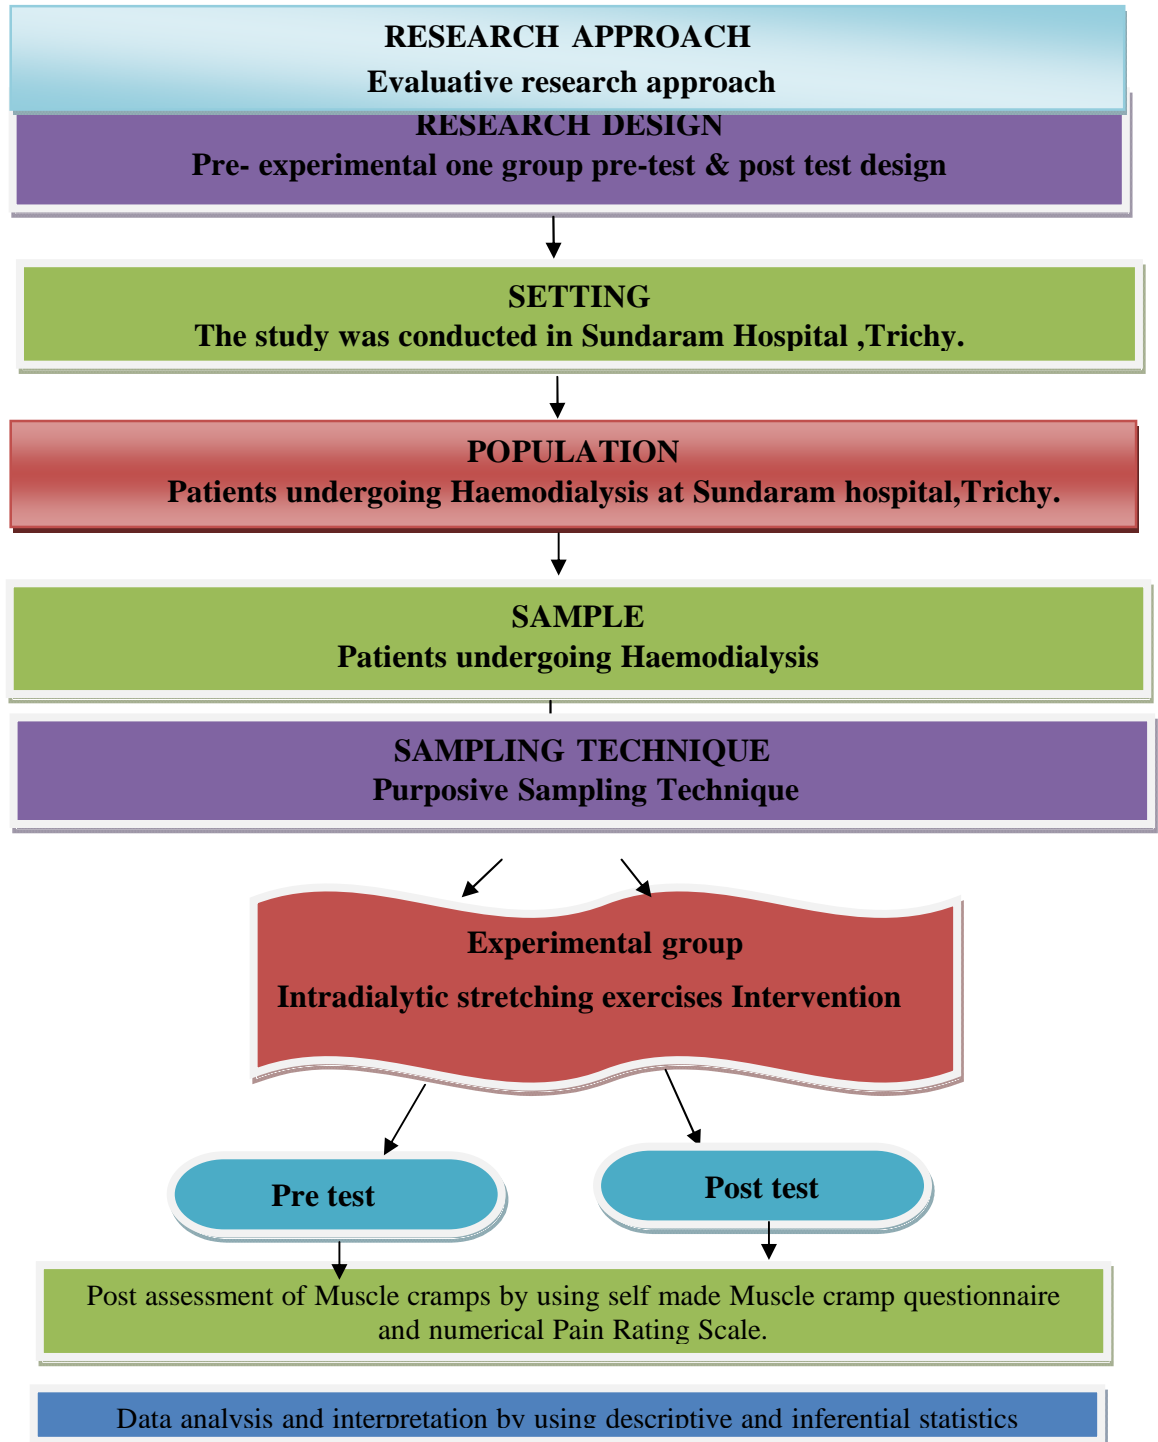 RESEARCH APPROACH
Evaluative research approach
RESEARCH DESIGN
Pre- experimental one group pre-test & post test design
SETTING
The study was conducted in Sundaram Hospital ,Trichy.
POPULATION
Patients undergoing Haemodialysis at Sundaram hospital,Trichy.
SAMPLE
Patients undergoing Haemodialysis
SAMPLING TECHNIQUE
Purposive Sampling Technique
Experimental group
Intradialytic stretching exercises Intervention
Pre test
Post test
Post assessment of Muscle cramps by using self made Muscle cramp questionnaire
and numerical Pain Rating Scale.
Data analysis and interpretation by using descriptive and inferential statistics